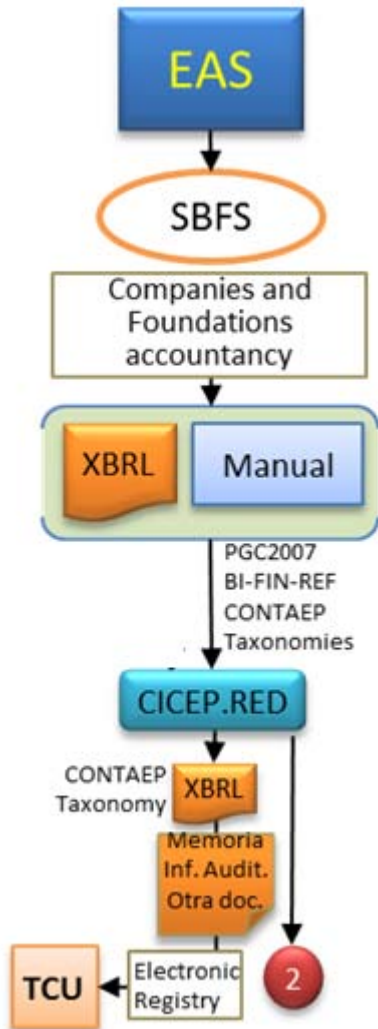 EAS
SBFS
Companies and
Foundations
accountancy
XBRL
Manual
PGC2007
BI-FIN-REF
CONTAEP
Taxonomies
CICEP.RED
CONTAEP
Taxonomy
XBRL
Memoria
Inf. Audit.
Otra doc.
TCU
Electronic
Registry
2